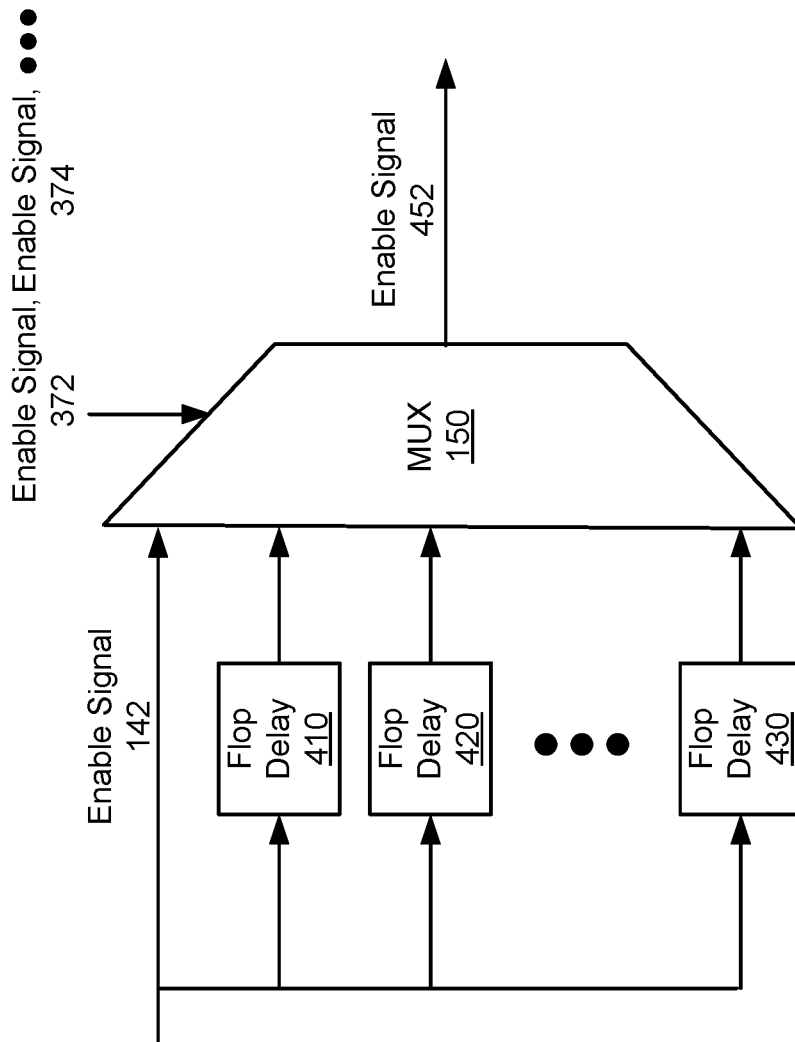 Enable Signal, Enable Signal,
372 374
Enable Signal
142
Flop
Delay
410
Flop
Delay
420
Flop
Delay
430
MUX
150
Enable Signal
452